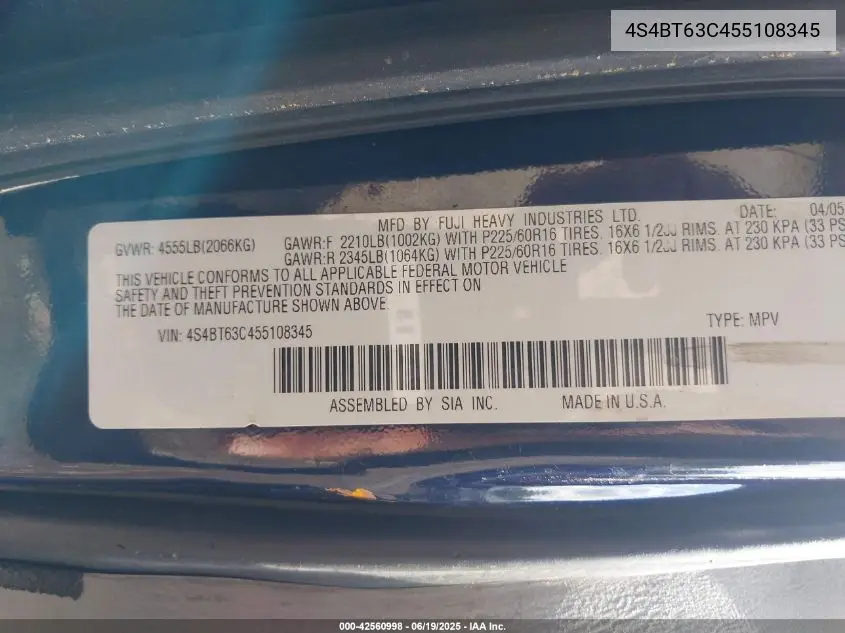 4S4BT63C455108345
MFD BY FUJI HEAVY INDUSTRIES LTD. DATE: 04/05
GVWR: 4555LB(2066KG) GAWR:F 2210LB(1002KG) WITH P225/60R16 TIRES. 16X6 1/2JJ RIMS. AT 230 KPA (33 PS
GAWR:R 2345LB(1064KG) WITH P225/60R16 TIRES. 16X6 1/2JJ RIMS. AT 230 KPA (33 PS
THIS VEHICLE CONFORMS TO ALL APPLICABLE FEDERAL MOTOR VEHICLE
SAFETY AND THEFT PREVENTION STANDARDS IN EFFECT ON
THE DATE OF MANUFACTURE SHOWN ABOVE.
VIN: 4S4BT63C455108345 TYPE: MPV
ASSEMBLED BY SIA INC. MADE IN U.S.A.
000-42560998 - 06/19/2025 - IAA Inc.